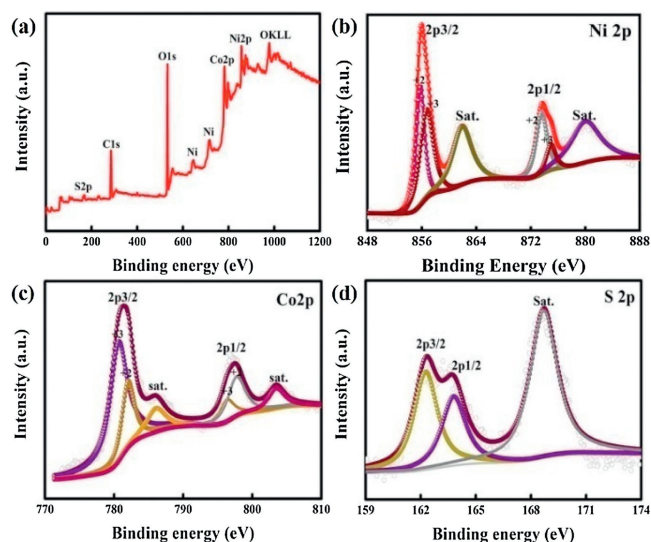 (a)
Intensity (a.u.)
S2p
C1s
O1s
Ni
Ni
Co2p
Ni2p
OKLL
0 200 400 600 800 1000 1200
Binding energy (eV)
(b)
Ni 2p
Intensity (a.u.)
2p3/2
+2
+3
Sat.
2p1/2
+2
+3
Sat.
848 856 864 872 880 888
Binding Energy (eV)
(c)
Co2p
Intensity (a.u.)
2p3/2
+3
+2
sat.
2p1/2
+3
sat.
770 780 790 800 810
Binding energy (eV)
(d)
S 2p
Intensity (a.u.)
2p3/2
2p1/2
Sat.
159 162 165 168 171 174
Binding energy (eV)